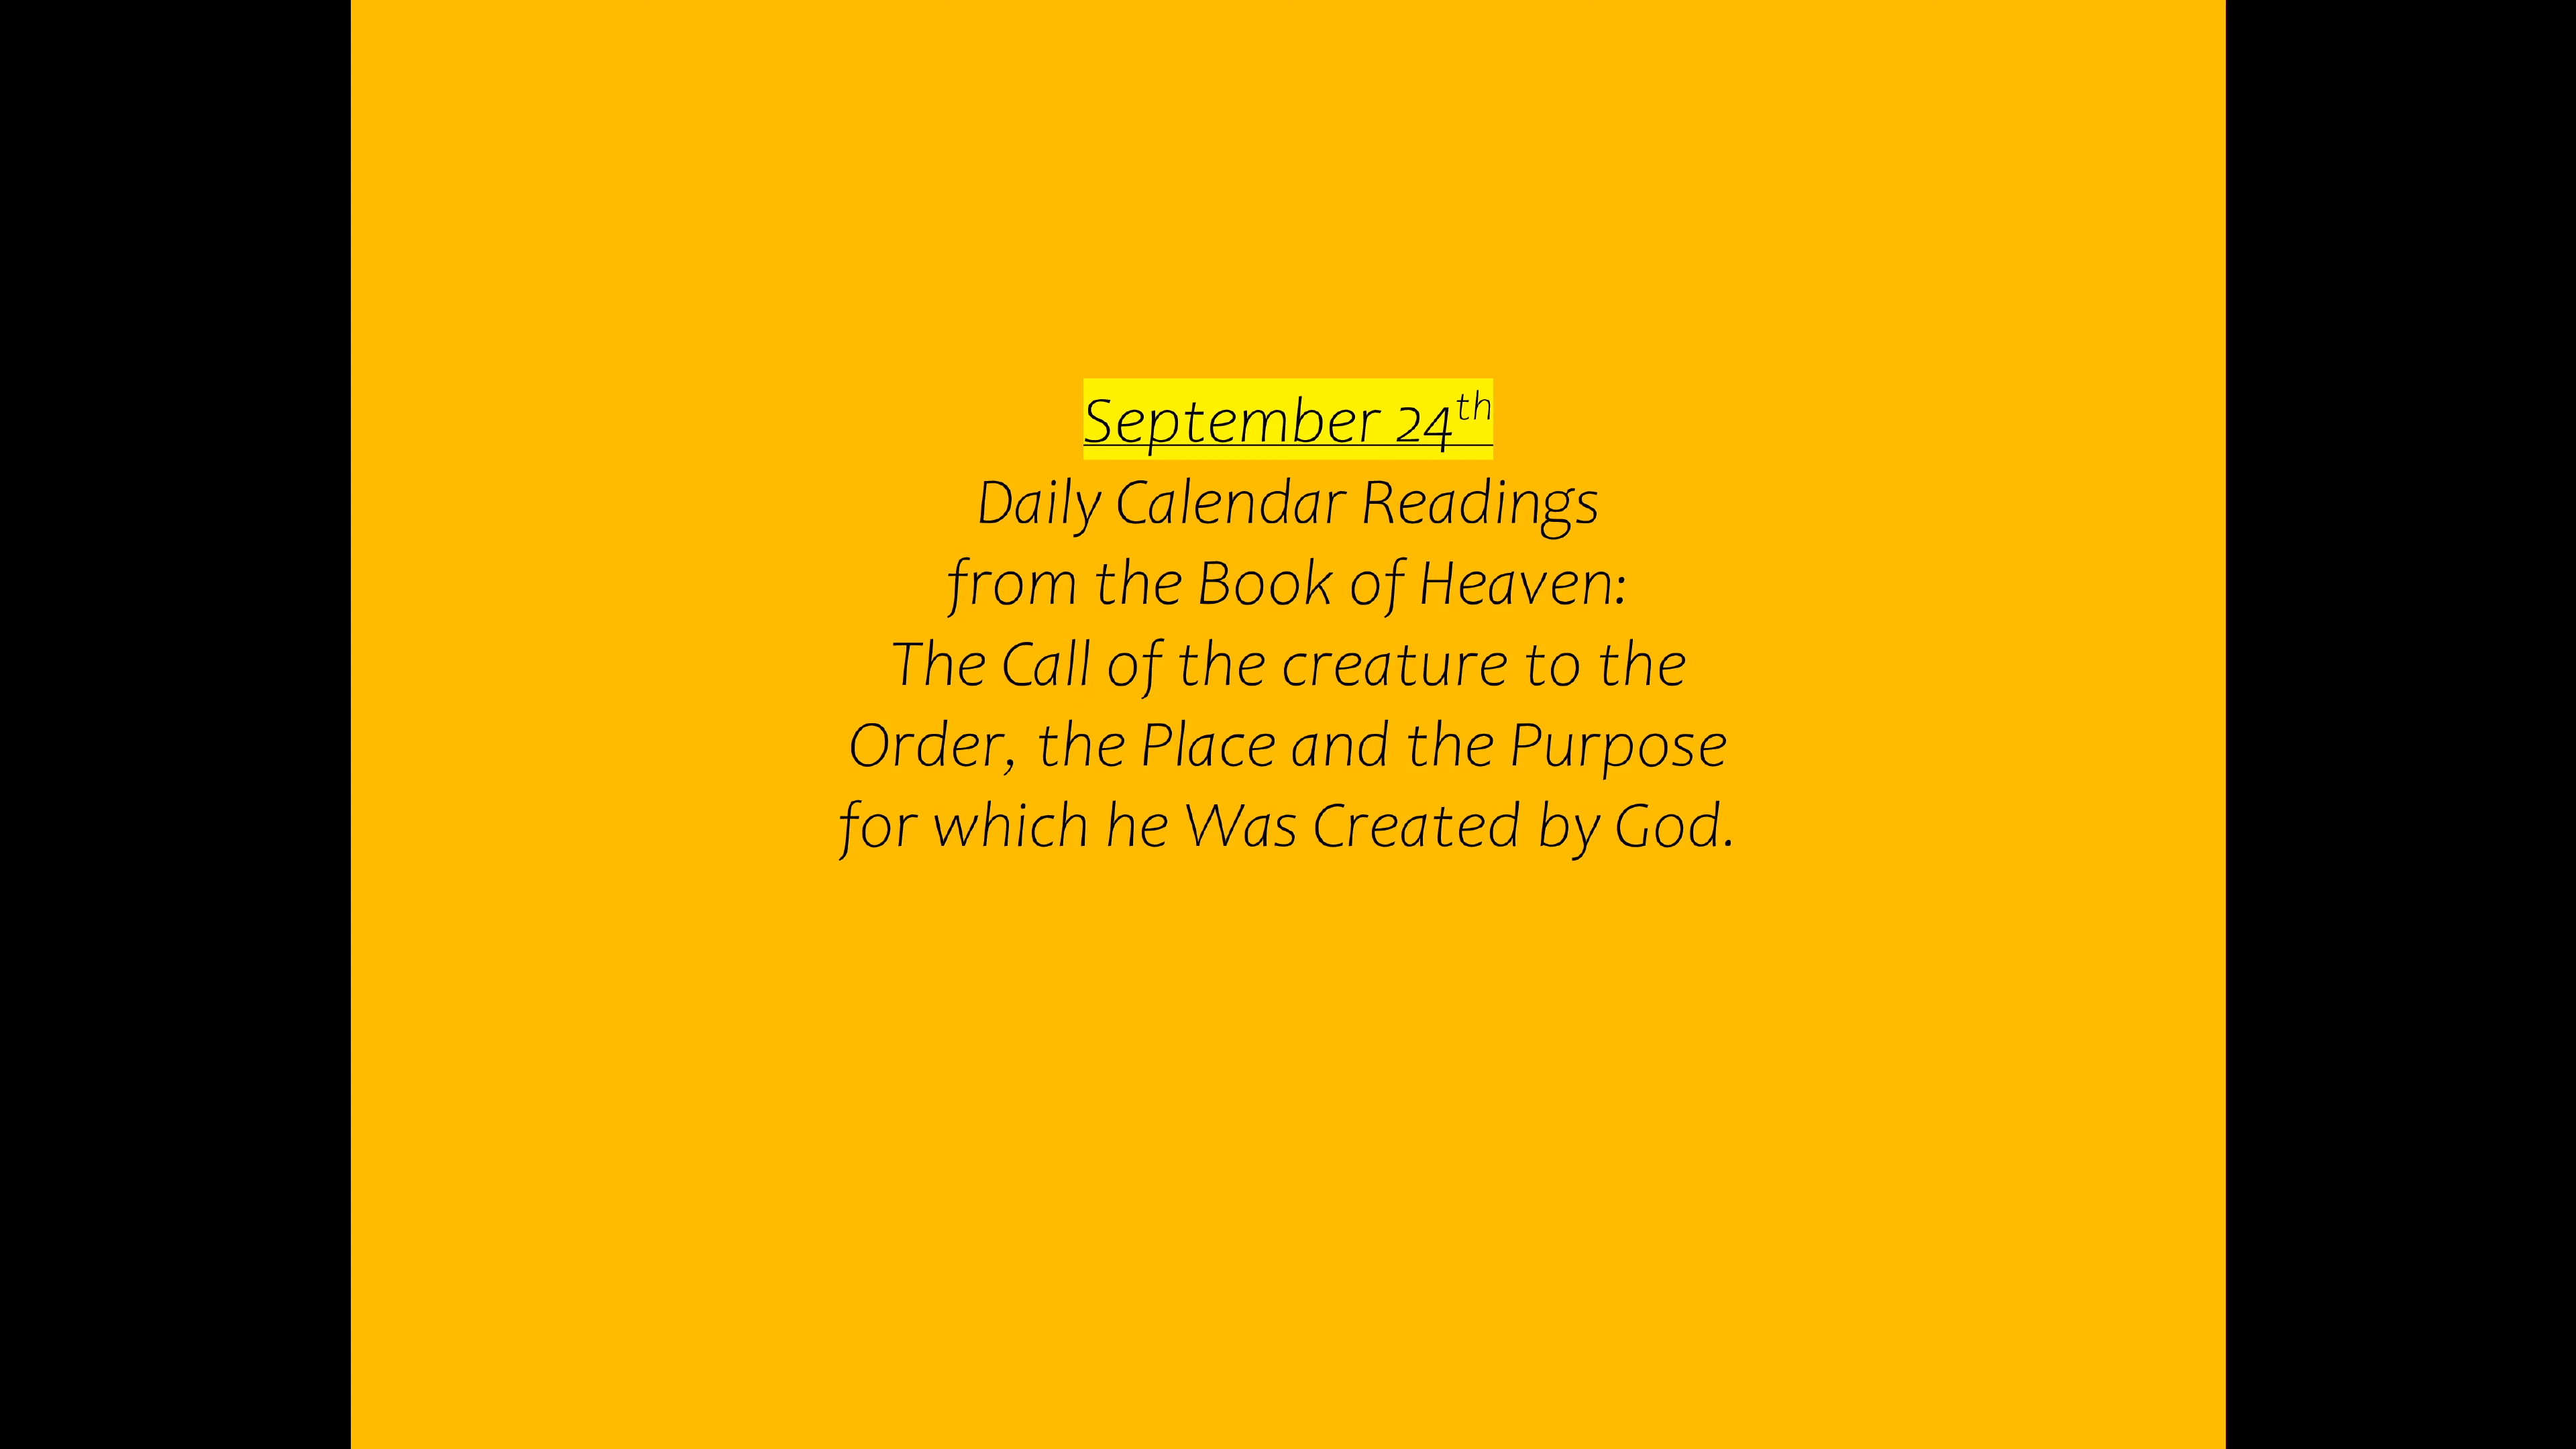 September 24th
Daily Calendar Readings
from the Book of Heaven:
The Call of the creature to the
Order, the Place and the Purpose
for which he Was Created by God.